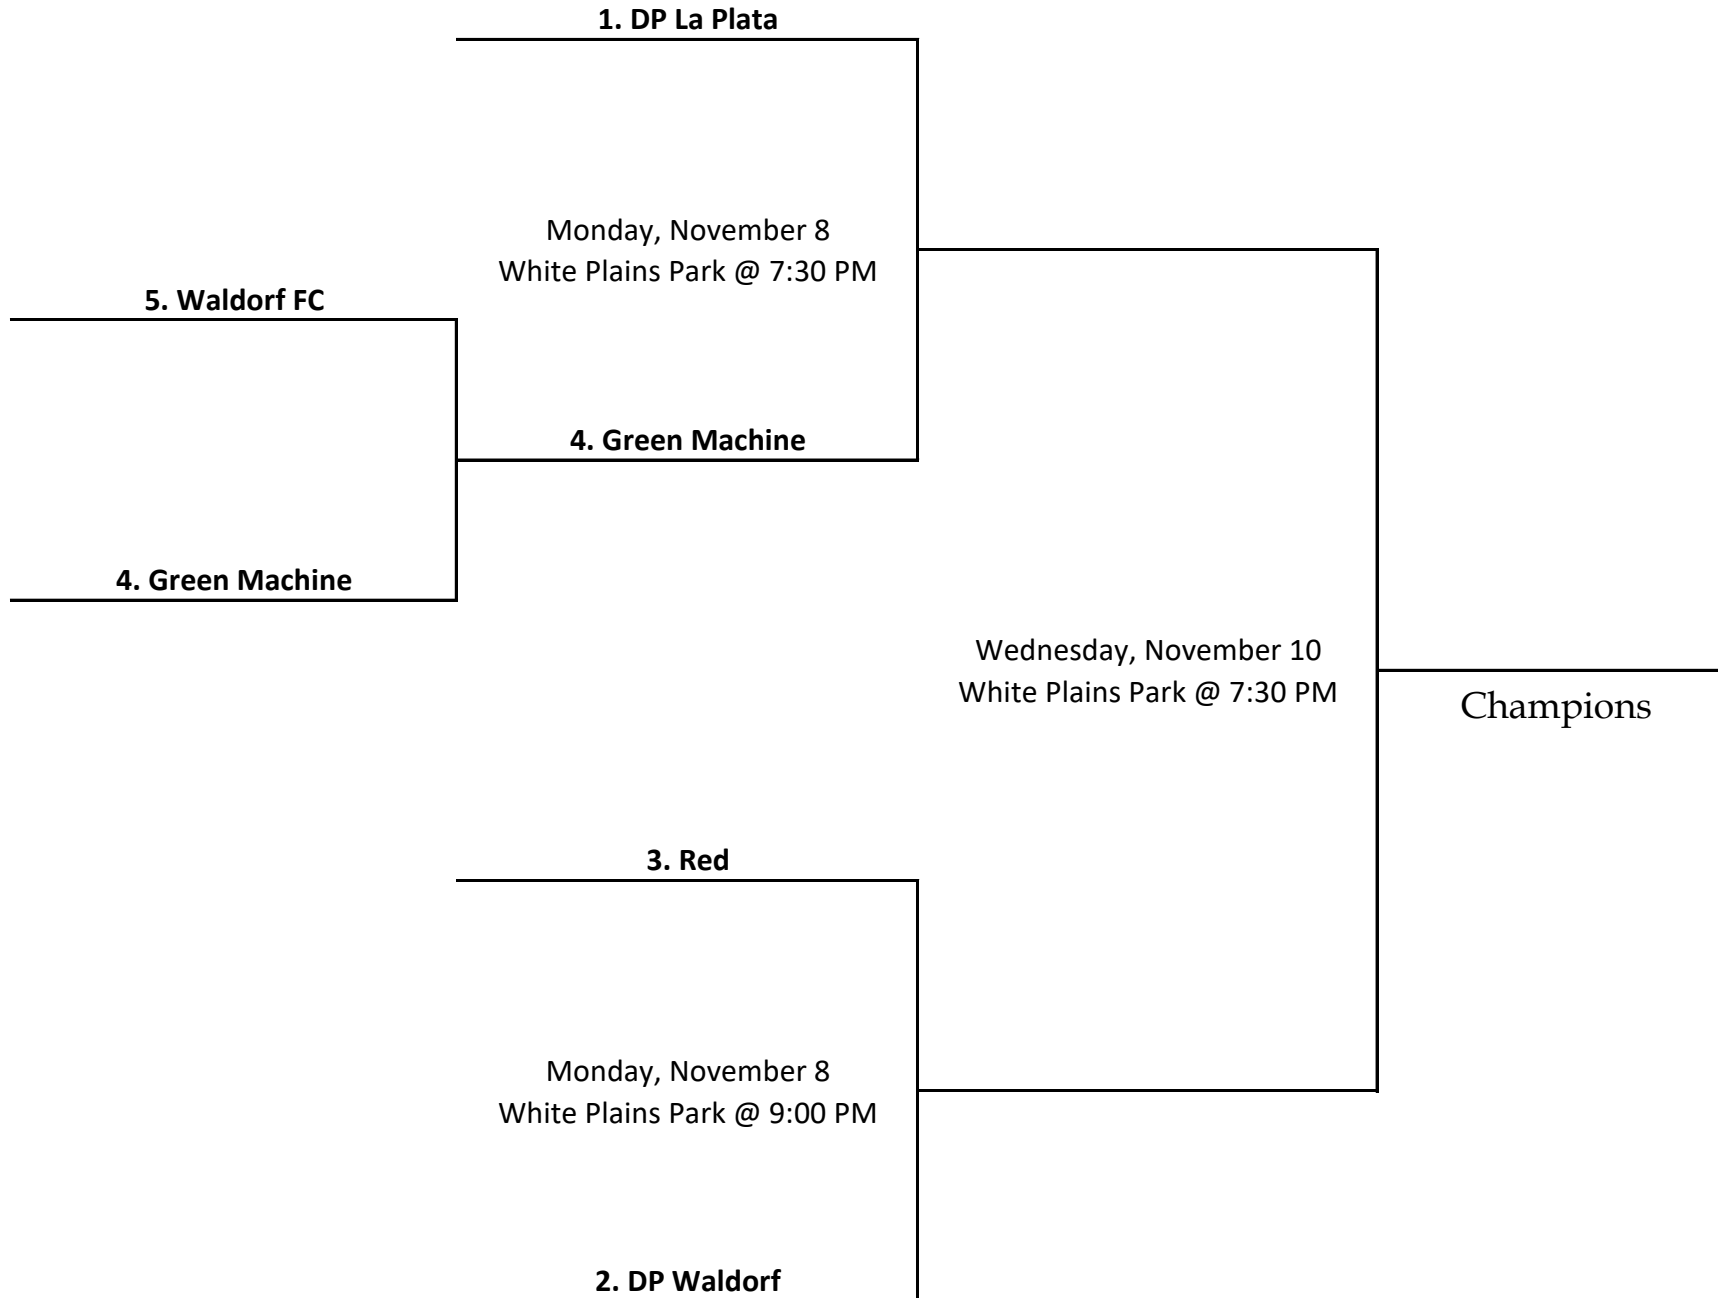 1. DP La Plata
Monday, November 8
White Plains Park @ 7:30 PM
5. Waldorf FC
4. Green Machine
4. Green Machine
Wednesday, November 10
White Plains Park @ 7:30 PM
Champions
3. Red
Monday, November 8
White Plains Park @ 9:00 PM
2. DP Waldorf